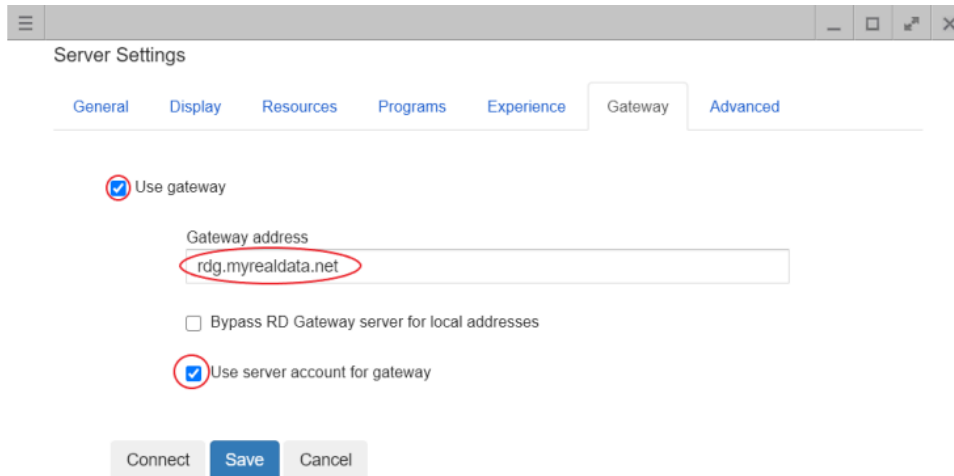 Server Settings
General Display Resources Programs Experience Gateway Advanced
Use gateway
Gateway address
rdg.myrealdata.net
Bypass RD Gateway server for local addresses
Use server account for gateway
Connect Save Cancel